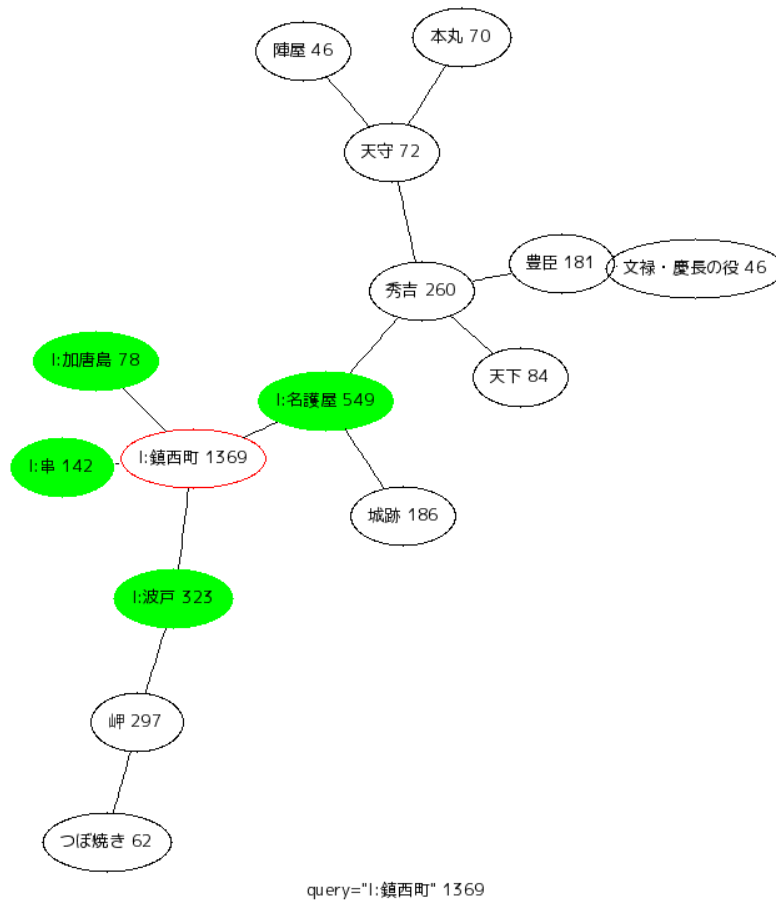 陣屋 46
本丸 70
天守 72
豊臣 181
文禄・慶長の役 46
秀吉 260
l:加唐島 78
天下 84
l:名護屋 549
l:鎮西町 1369
l:串 142
城跡 186
l:波戸 323
岬 297
つぼ焼き 62
query="l:鎮西町" 1369